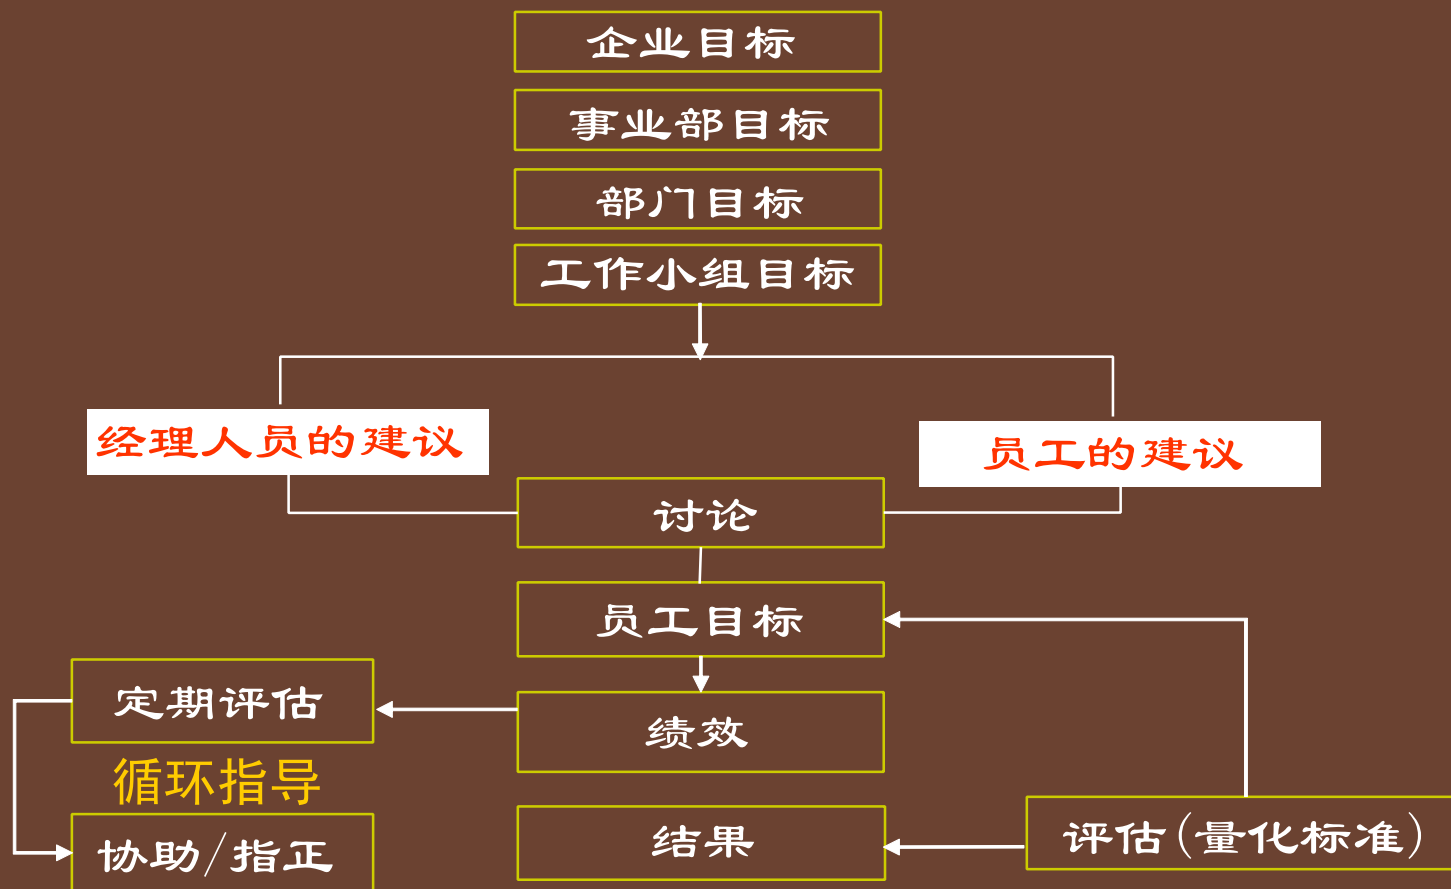 企业目标
事业部目标
部门目标
工作小组目标
经理人员的建议
员工的建议
讨论
员工目标
定期评估
绩效
循环指导
协助/指正
结果
评估(量化标准)